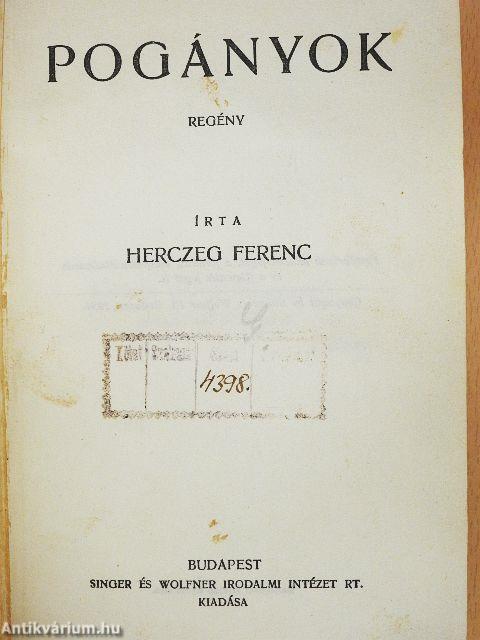 POGÁNYOK
REGÉNY
ÍRTA
HERCZEG FERENC
4398.
BUDAPEST
SINGER ÉS WOLFNER IRODALMI INTÉZET RT.
KIADÁSA
Antikvárium.hu